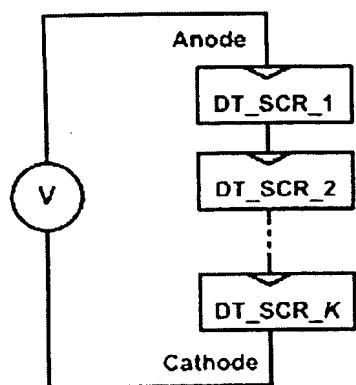 Anode
DT_SCR_1
V
DT_SCR_2
DT_SCR_K
Cathode